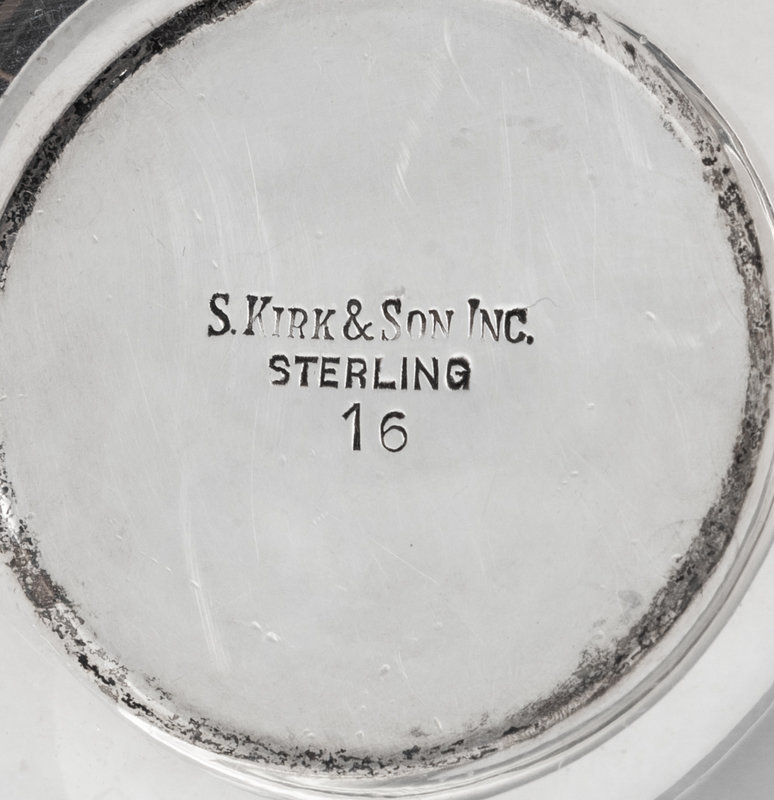 S. KIRK & SON INC.
STERLING
16